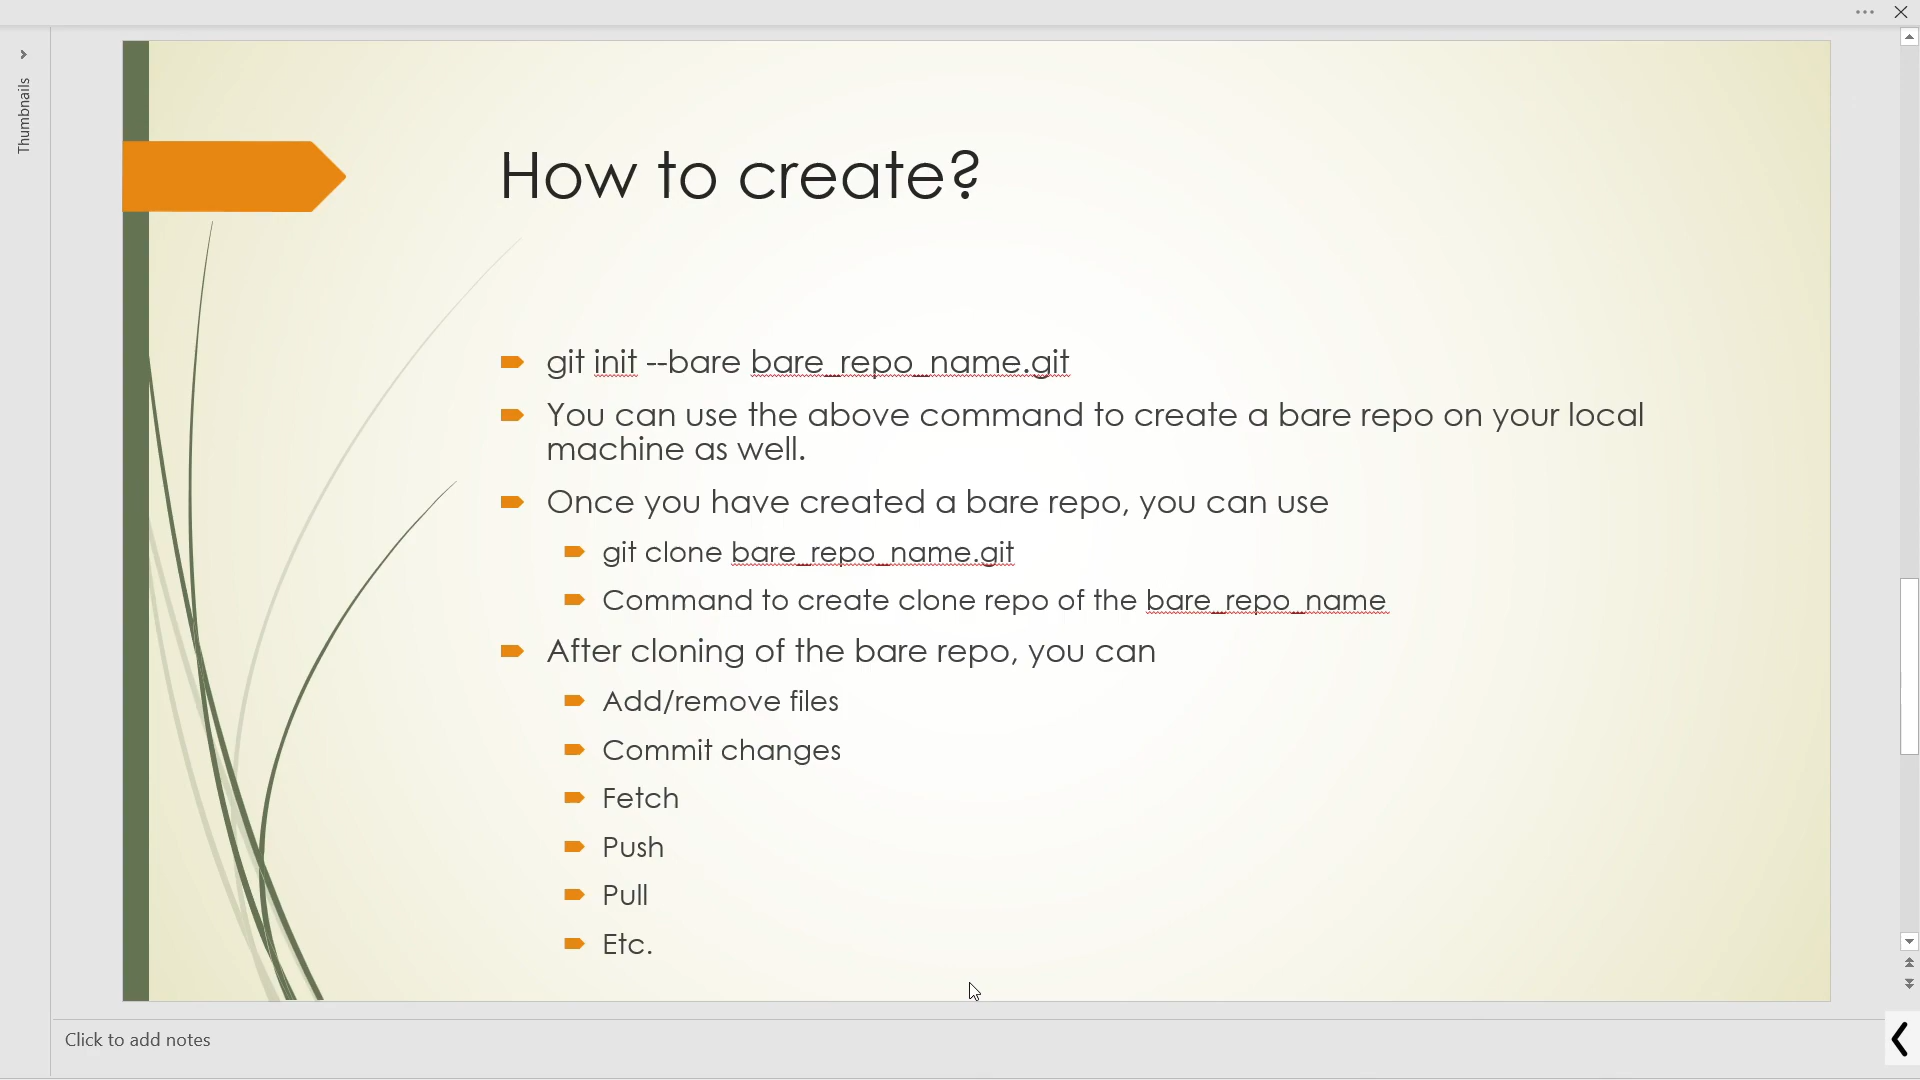 Thumbnails
How to create?
git init --bare bare_repo_name.git
You can use the above command to create a bare repo on your local
machine as well.
Once you have created a bare repo, you can use
git clone bare_repo_name.git
Command to create clone repo of the bare_repo_name
After cloning of the bare repo, you can
Add/remove files
Commit changes
Fetch
Push
Pull
Etc.
Click to add notes